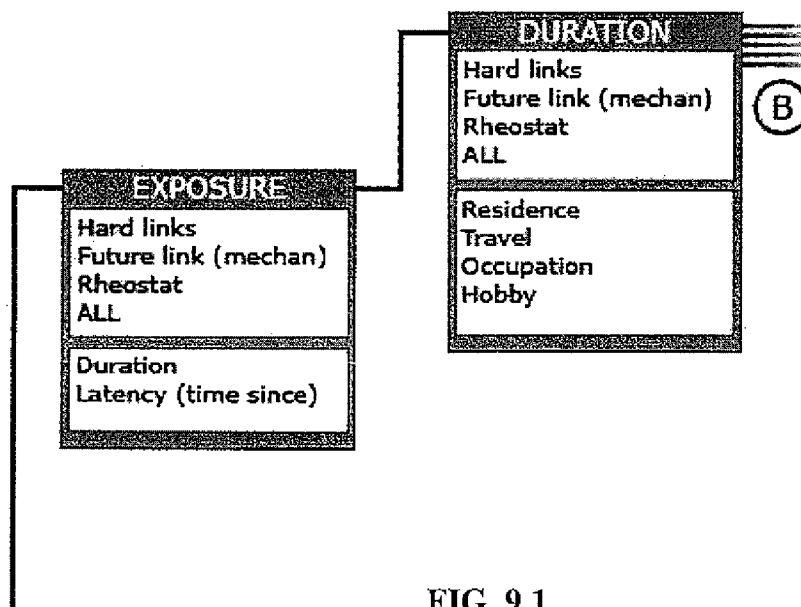 DURATION
Hard links
Future link (mechan)
Rheostat
ALL
Residence
Travel
Occupation
Hobby
B
EXPOSURE
Hard links
Future link (mechan)
Rheostat
ALL
Duration
Latency (time since)
FIG. 9.1